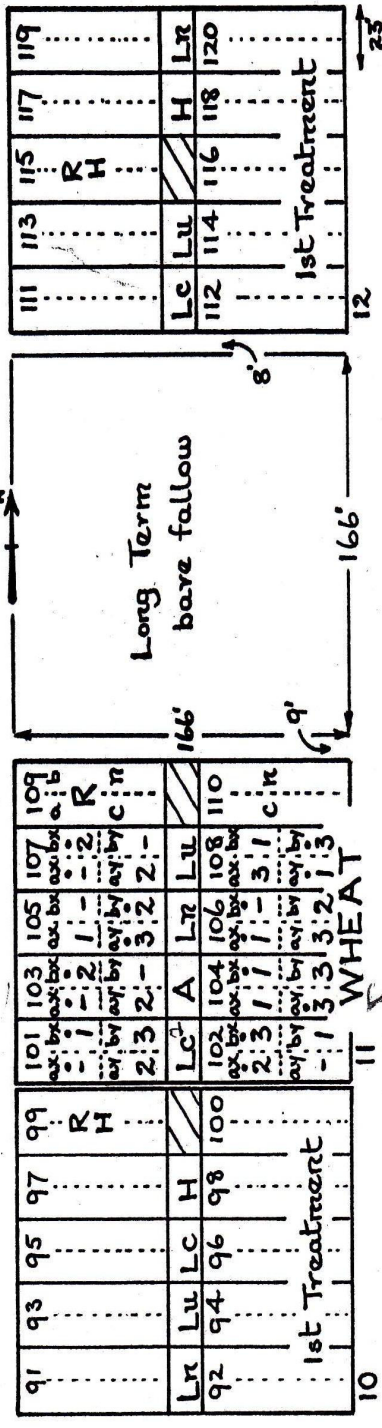 91 93 95 97 99
R
H
Ln Lu Lc H
92 94 96 98 100
1st Treatment
10
101 103 105 107 109
ax bx ax bx ax bx ax bx a b
- 1 - 2 1 - - 2 R
ay by ay by ay by ay by c n
2 3 2 - 3 2 2 -
Lc A Ln Lu
102 104 106 108 110
ax bx ax bx ax bx ax bx
2 3 1 1 1 - 3 1 c n
ay by ay by ay by ay by
- 1 3 3 3 2 1 3
WHEAT
11
N
166'
Long Term
bare fallow
9'
166'
8'
111 113 115 117 119
R
H
Lc Lu H Ln
112 114 116 118 120
1st Treatment
12
23'